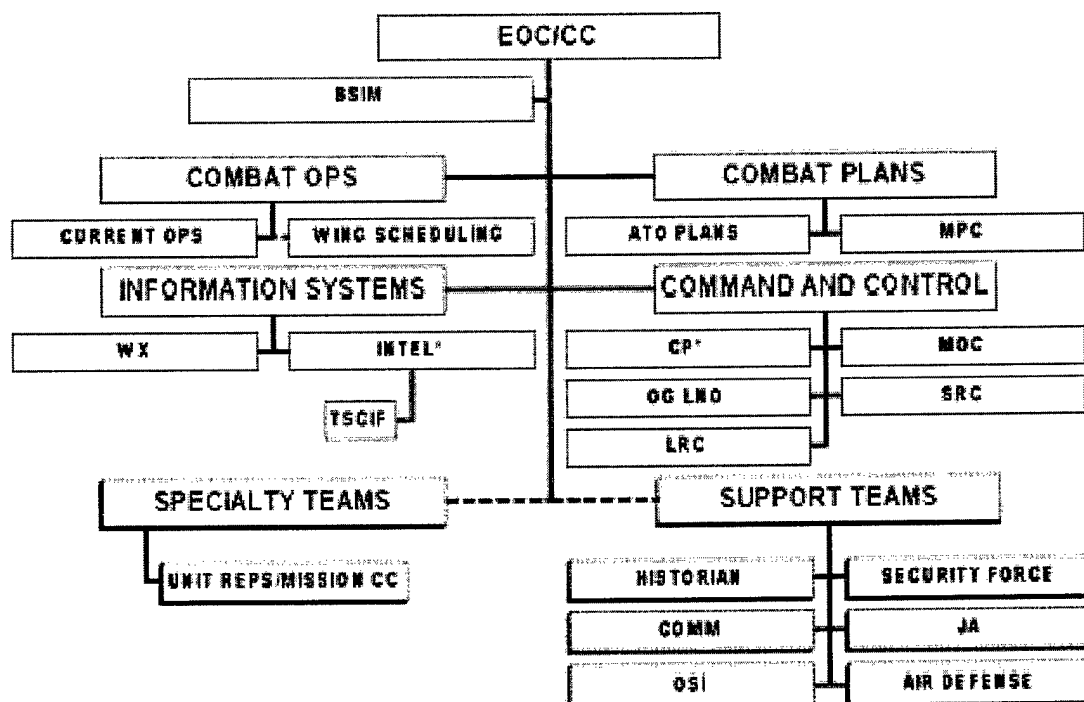 EOC/CC
BSIM
COMBAT OPS
COMBAT PLANS
CURRENT OPS
WING SCHEDULING
ATO PLANS
MPC
INFORMATION SYSTEMS
COMMAND AND CONTROL
WX
INTEL*
CP*
MOC
TSCIF
OG LNO
SRC
LRC
SPECIALTY TEAMS
SUPPORT TEAMS
UNIT REPS/MISSION CC
HISTORIAN
SECURITY FORCE
COMM
JA
OSI
AIR DEFENSE